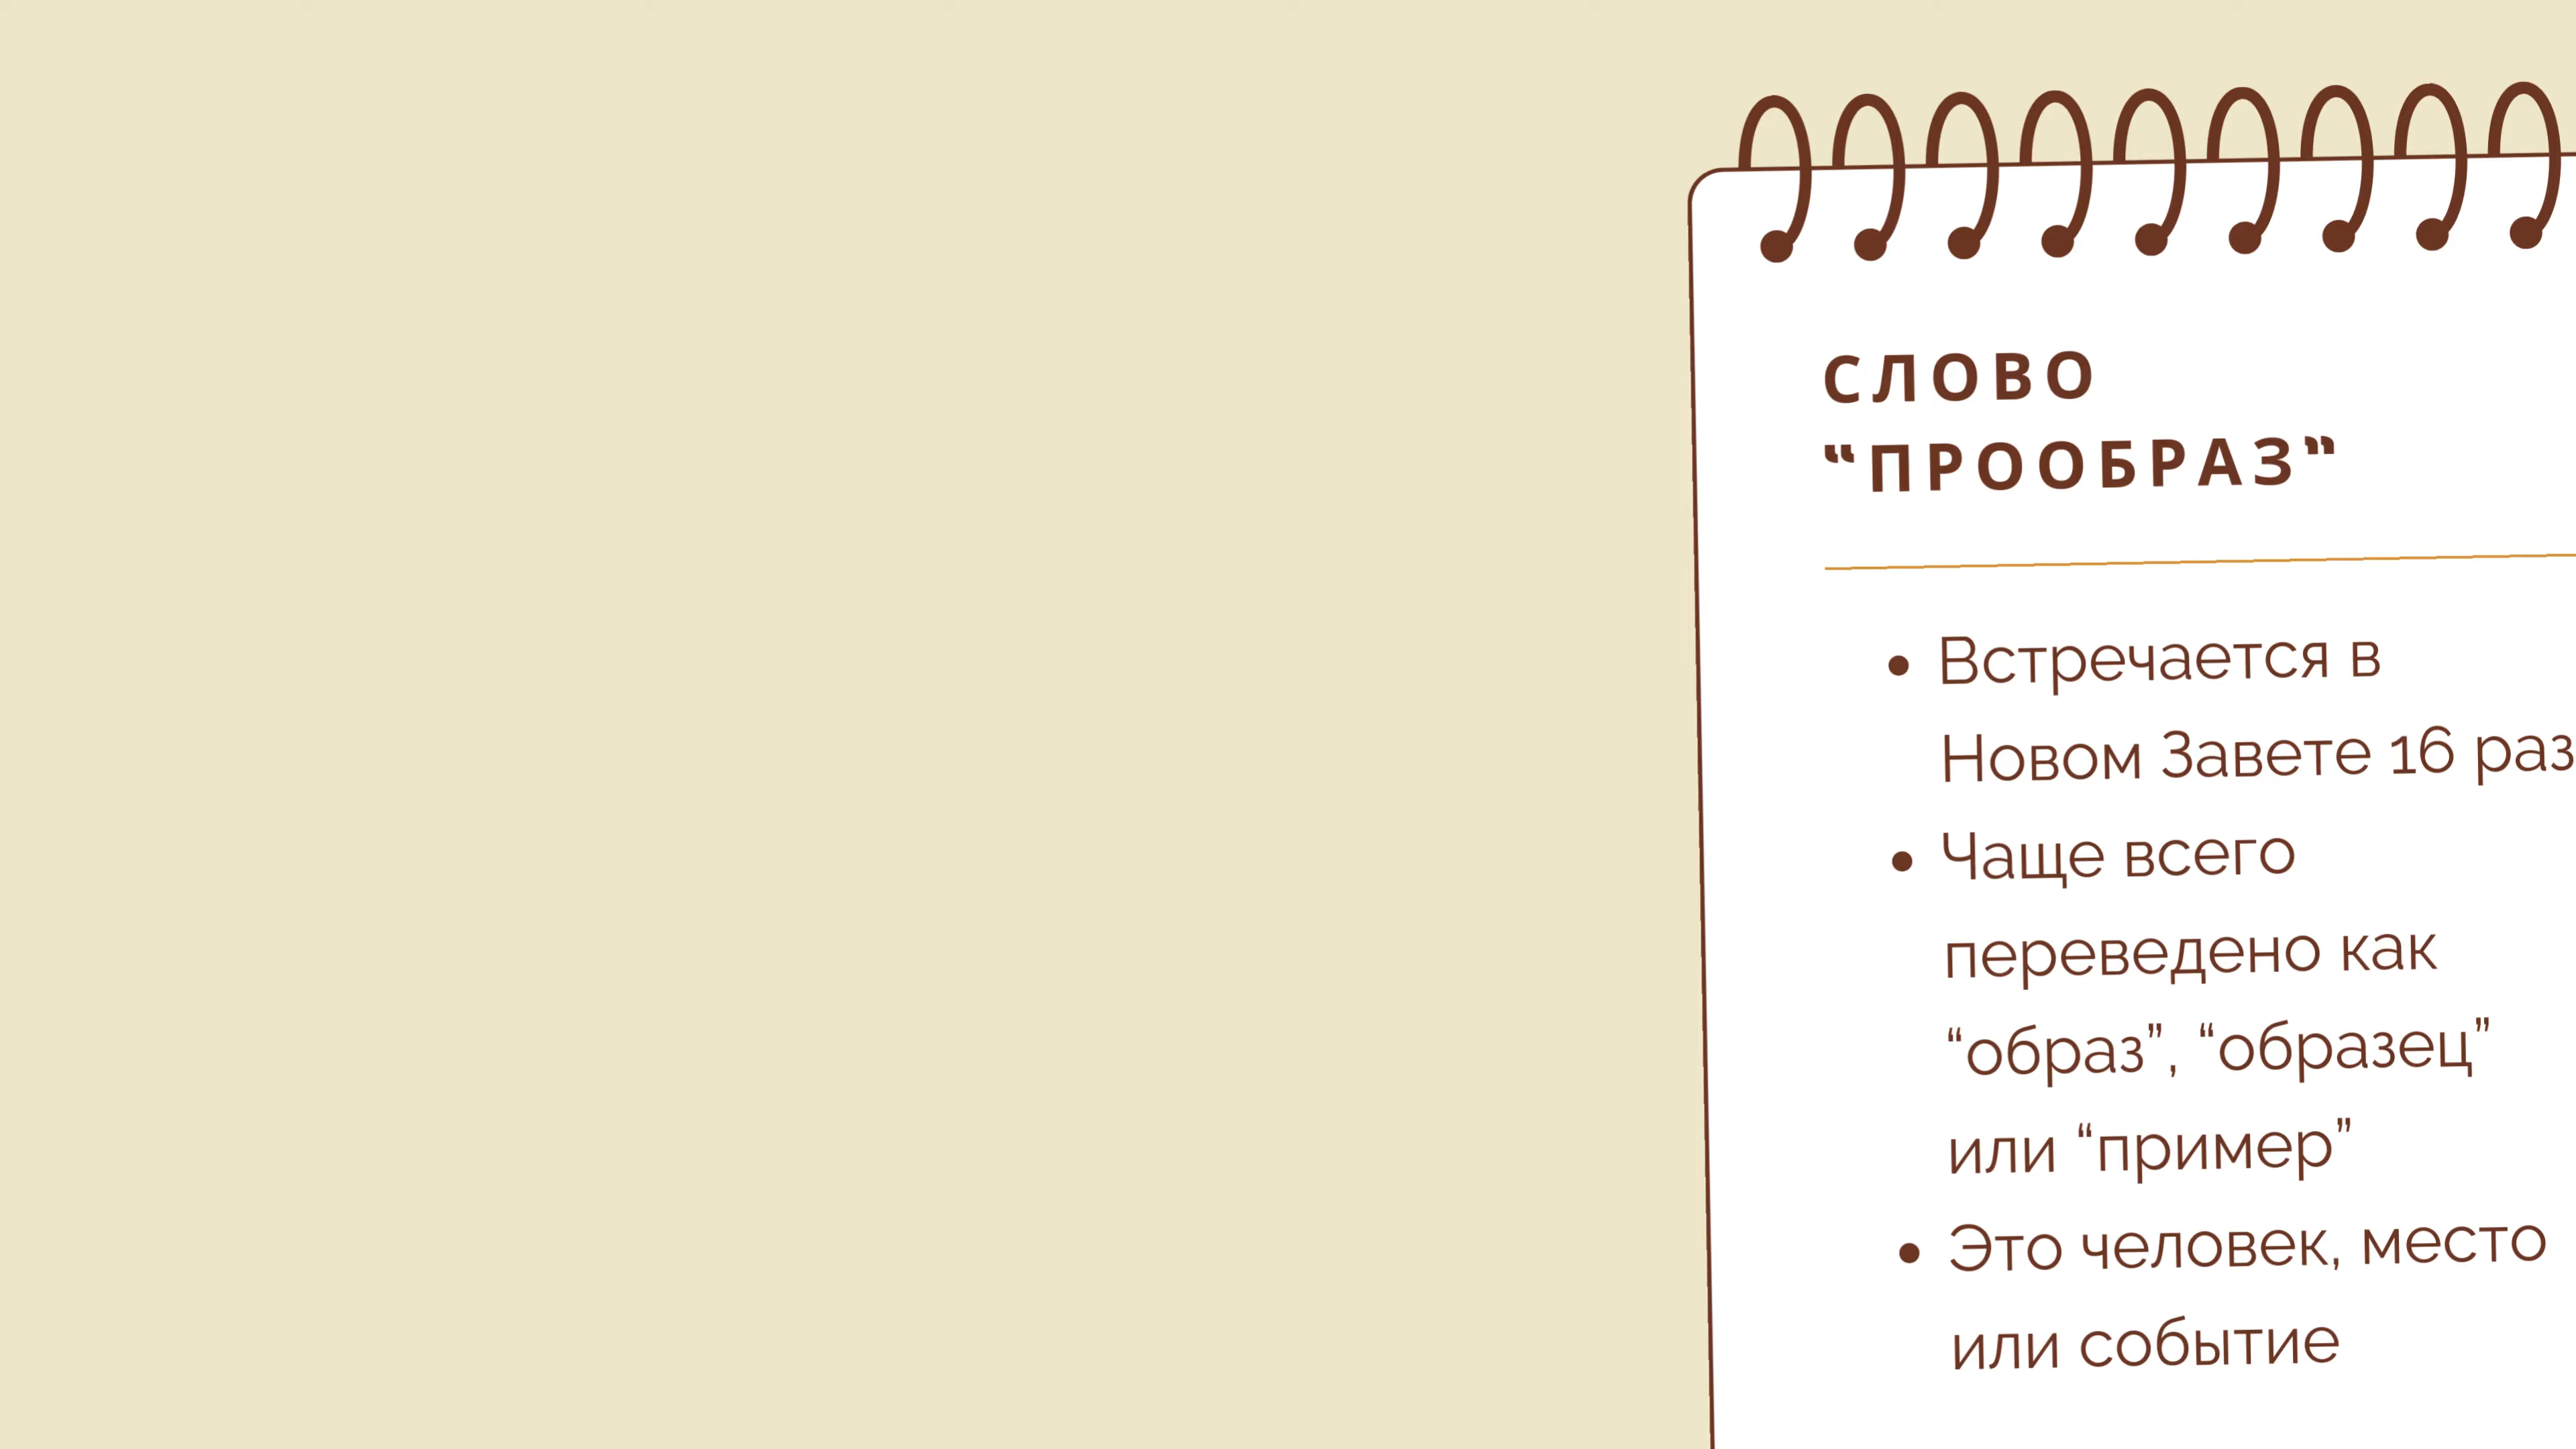 СЛОВО
“ПРООБРАЗ”
Встречается в
Новом Завете 16 раз
Чаще всего
переведено как
“образ”, “образец”
или “пример”
Это человек, место
или событие